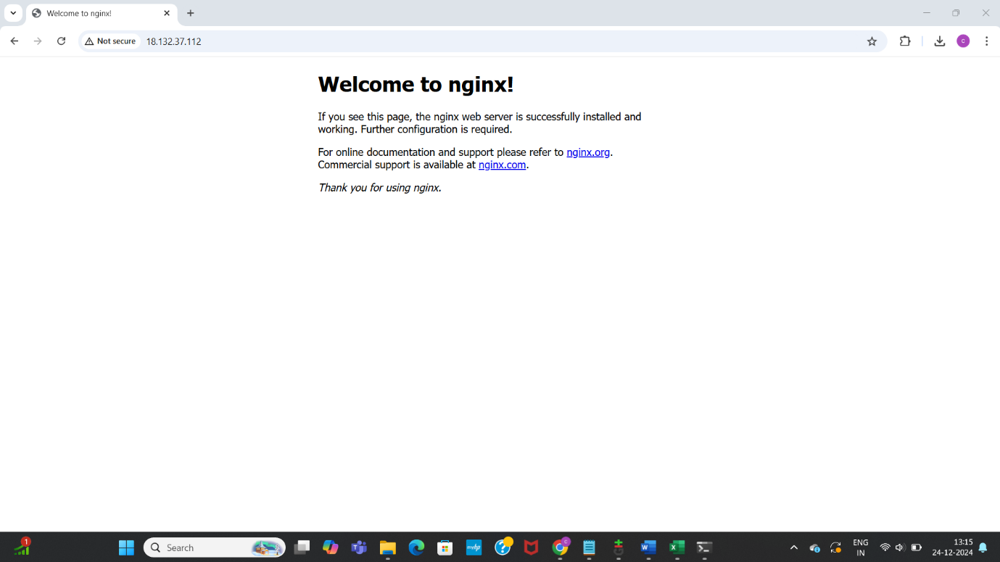 Welcome to nginx!
Not secure
18.132.37.112
c
Welcome to nginx!
If you see this page, the nginx web server is successfully installed and
working. Further configuration is required.
For online documentation and support please refer to nginx.org.
Commercial support is available at nginx.com.
Thank you for using nginx.
1
Search
myhp
c
ENG
IN
13:15
24-12-2024